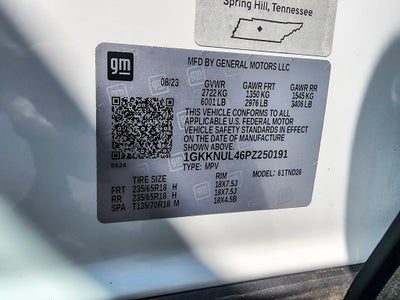 Spring Hill, Tennessee
gm
MFD BY GENERAL MOTORS LLC
08/23 GVWR GAWR FRT GAWR RR
2722 KG 1350 KG 1545 KG
6001 LB 2976 LB 3406 LB
THIS VEHICLE CONFORMS TO ALL
APPLICABLE U.S. FEDERAL MOTOR
VEHICLE SAFETY STANDARDS IN EFFECT
ON THE DATE OF MANUFACTURE SHOWN ABOVE.
1GKKNUL46PZ250191
6624 TYPE: MPV MODEL: 61TND26
TIRE SIZE RIM
FRT 235/65R18 H 18X7.5J
RR 235/65R18 H 18X7.5J
SPA T135/70R18 M 18X4.5B